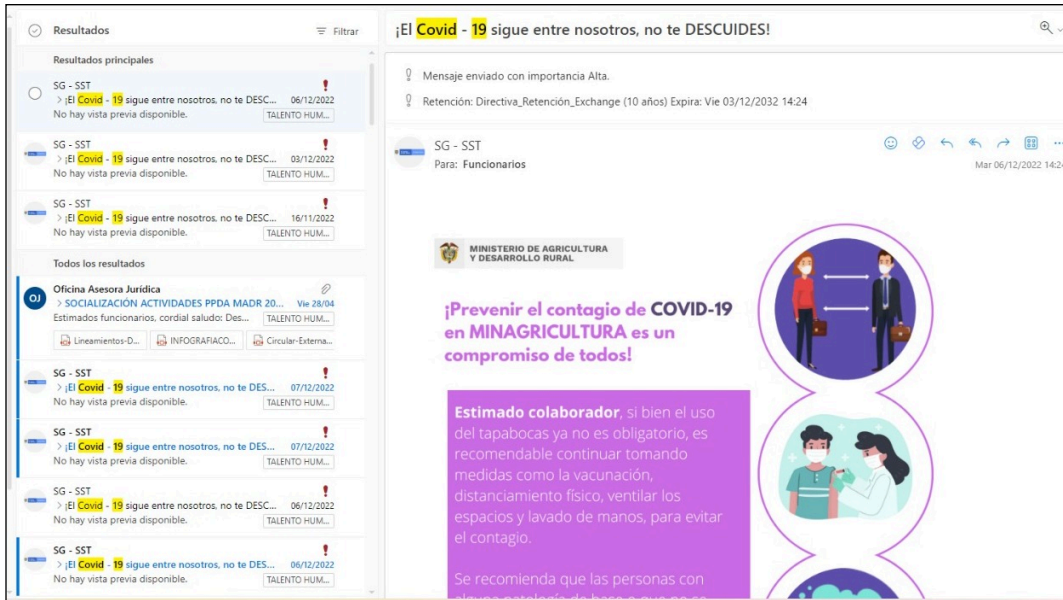 Resultados
Filtrar
Resultados principales
SG - SST
> ¡El Covid - 19 sigue entre nosotros, no te DESC... 06/12/2022
No hay vista previa disponible. TALENTO HUM...
SG - SST
> ¡El Covid - 19 sigue entre nosotros, no te DESC... 03/12/2022
No hay vista previa disponible. TALENTO HUM...
SG - SST
> ¡El Covid - 19 sigue entre nosotros, no te DESC... 16/11/2022
No hay vista previa disponible. TALENTO HUM...
Todos los resultados
OJ
Oficina Asesora Jurídica
> SOCIALIZACIÓN ACTIVIDADES PPDA MADR 20... Vie 28/04
Estimados funcionarios, cordial saludo: Des... TALENTO HUM...
Lineamientos-D... INFOGRAFIACO... Circular-Externa...
SG - SST
> ¡El Covid - 19 sigue entre nosotros, no te DES... 07/12/2022
No hay vista previa disponible. TALENTO HUM...
SG - SST
> ¡El Covid - 19 sigue entre nosotros, no te DES... 07/12/2022
No hay vista previa disponible. TALENTO HUM...
SG - SST
> ¡El Covid - 19 sigue entre nosotros, no te DESC... 06/12/2022
No hay vista previa disponible. TALENTO HUM...
SG - SST
> ¡El Covid - 19 sigue entre nosotros, no te DES... 06/12/2022
No hay vista previa disponible. TALENTO HUM...
¡El Covid - 19 sigue entre nosotros, no te DESCUIDES!
Mensaje enviado con importancia Alta.
Retención: Directiva_Retención_Exchange (10 años) Expira: Vie 03/12/2032 14:24
SG - SST
Para: Funcionarios
Mar 06/12/2022 14:24
MINISTERIO DE AGRICULTURA
Y DESARROLLO RURAL
¡Prevenir el contagio de COVID-19
en MINAGRICULTURA es un
compromiso de todos!
Estimado colaborador, si bien el uso
del tapabocas ya no es obligatorio, es
recomendable continuar tomando
medidas como la vacunación,
distanciamiento físico, ventilar los
espacios y lavado de manos, para evitar
el contagio.
Se recomienda que las personas con
alguna patología de base o que no se